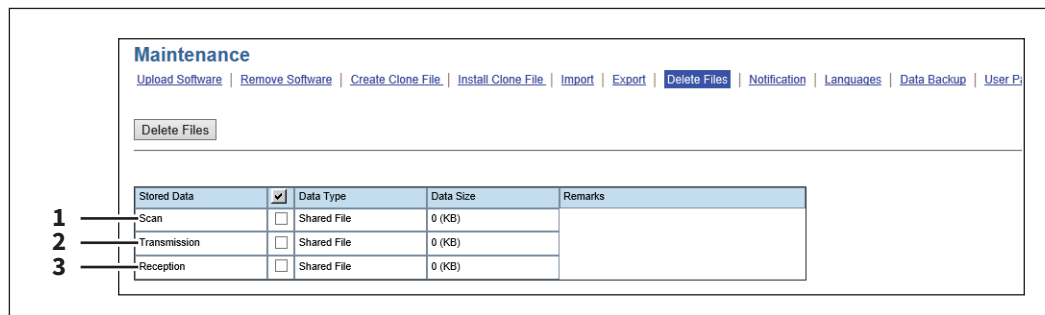 Maintenance
Upload Software | Remove Software | Create Clone File | Install Clone File | Import | Export | Delete Files | Notification | Languages | Data Backup | User Pa
Delete Files
Stored Data Data Type Data Size Remarks
1 Scan Shared File 0 (KB)
2 Transmission Shared File 0 (KB)
3 Reception Shared File 0 (KB)